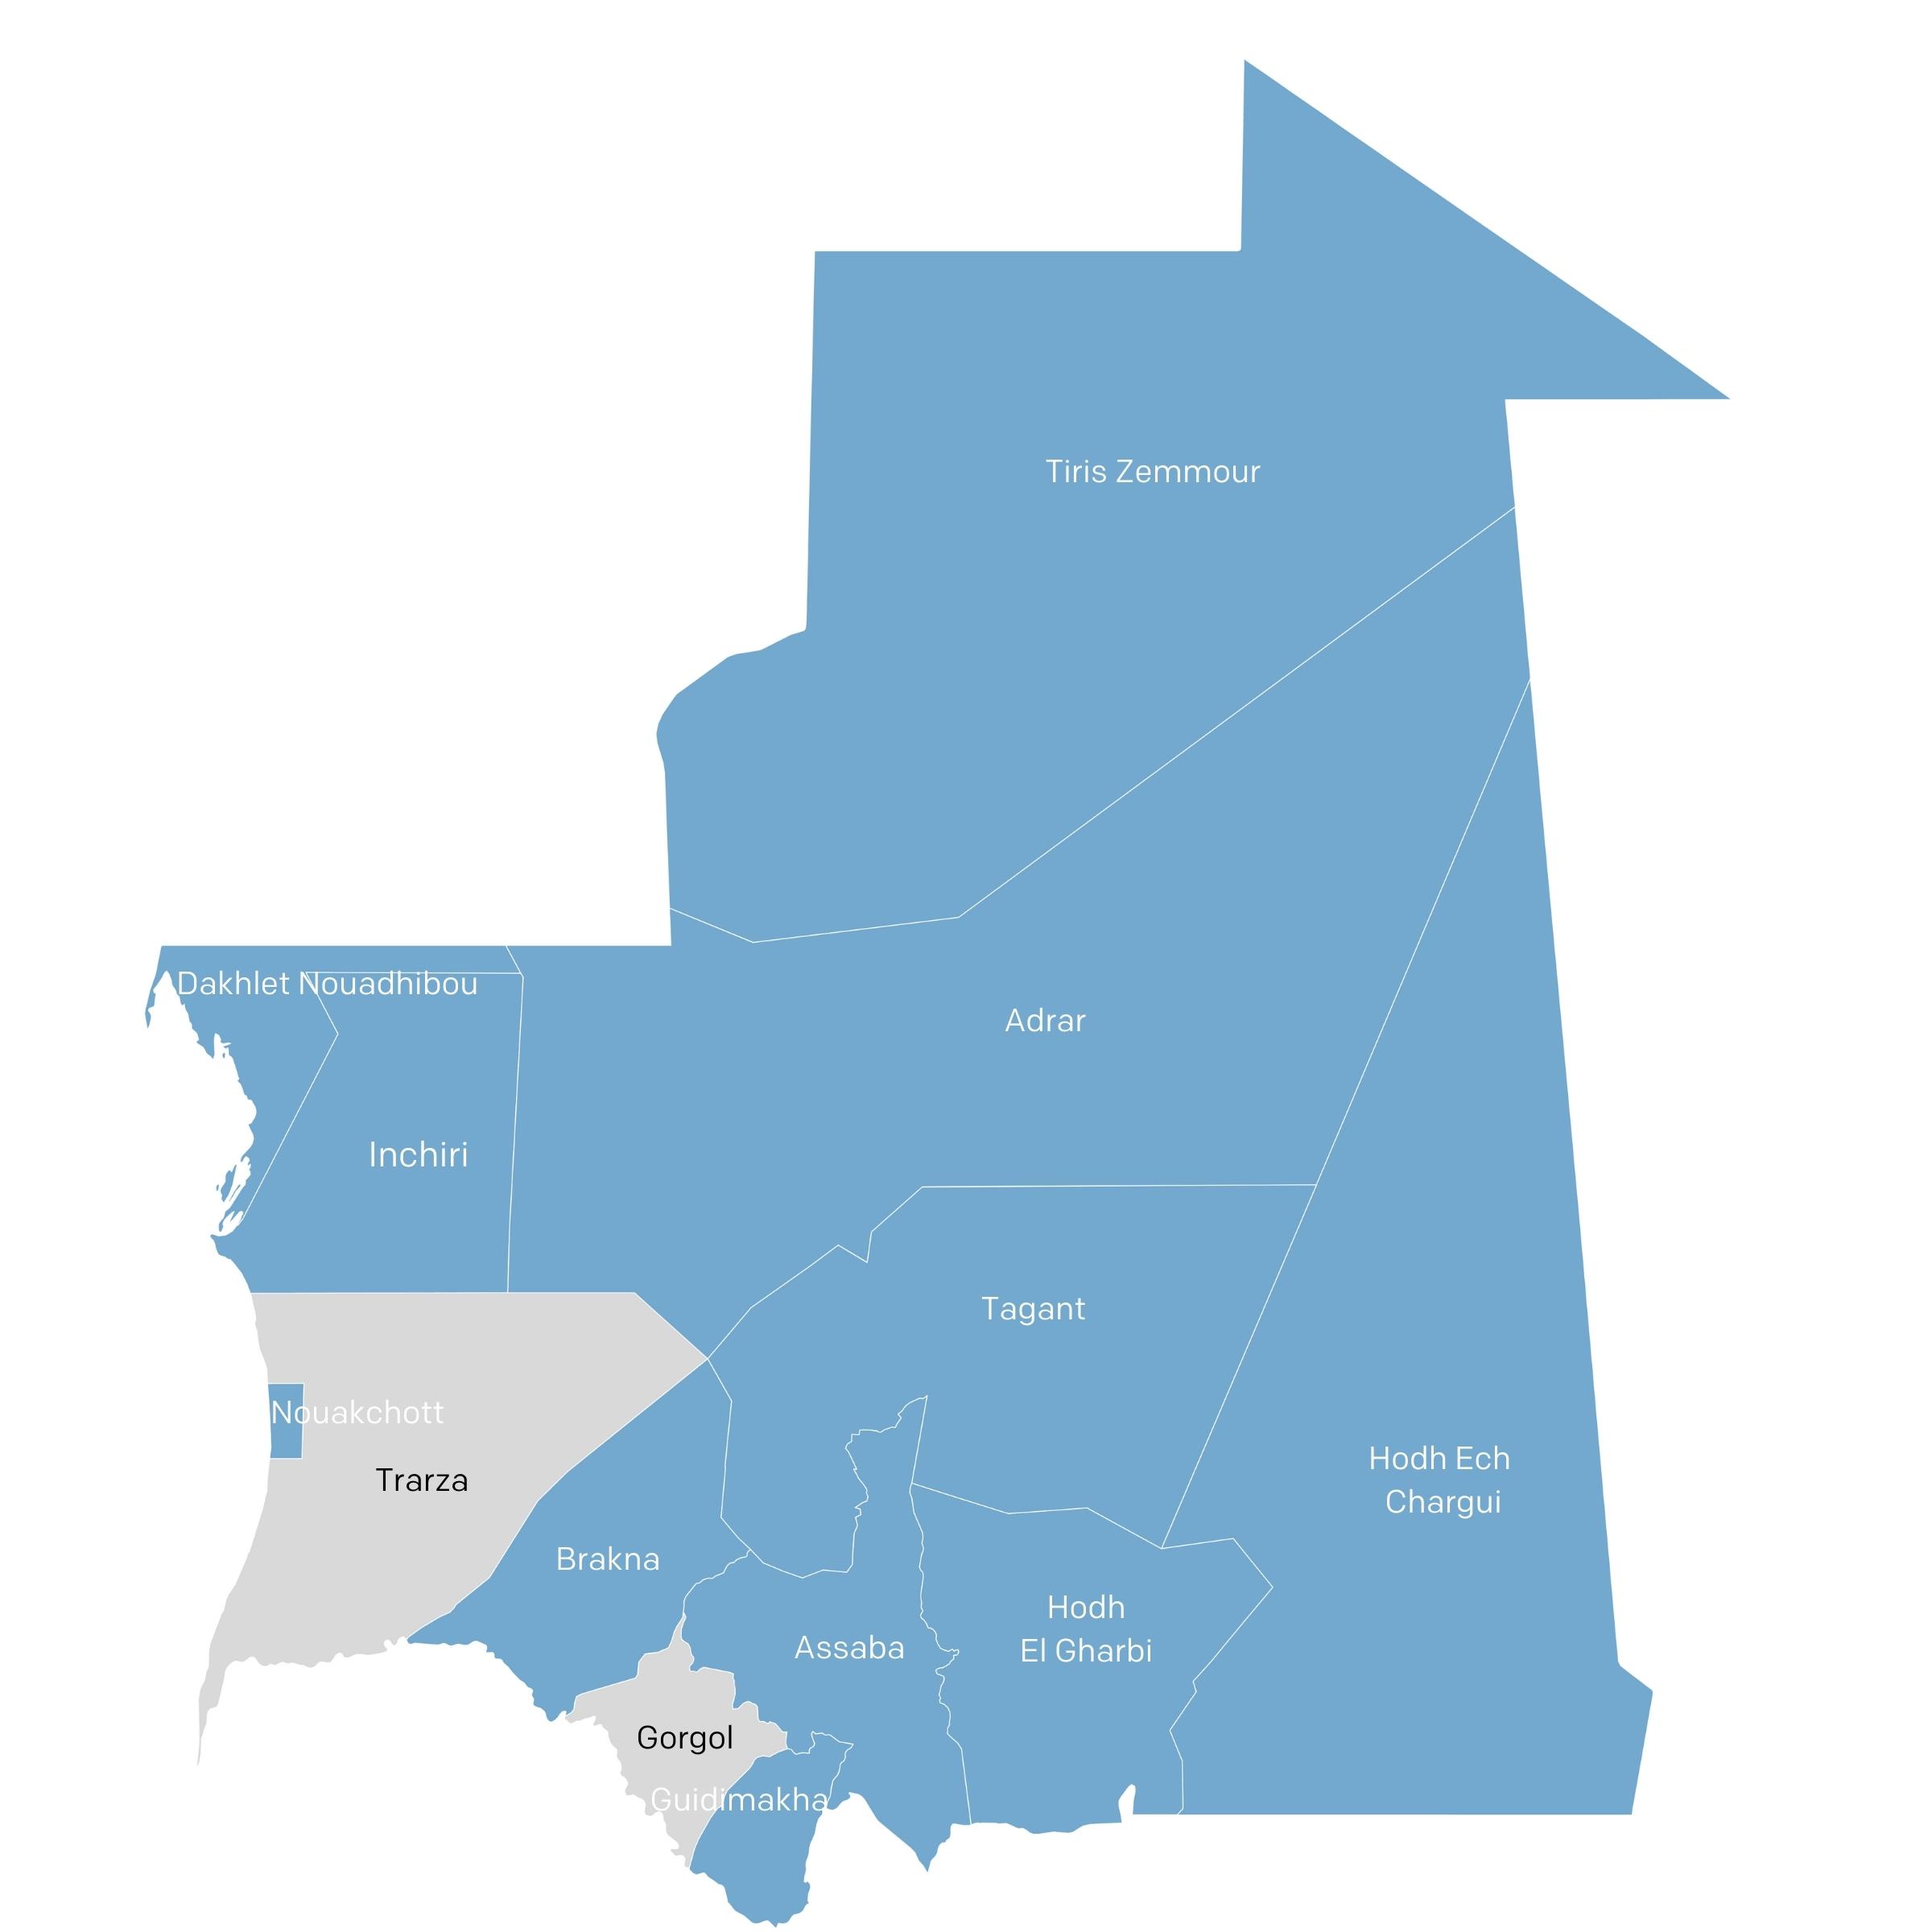 Tiris Zemmour
Dakhlet Nouadhibou
Adrar
Inchiri
Tagant
Nouakchott
Trarza
Hodh Ech
Chargui
Brakna
Hodh
El Gharbi
Assaba
Gorgol
Guidimakha